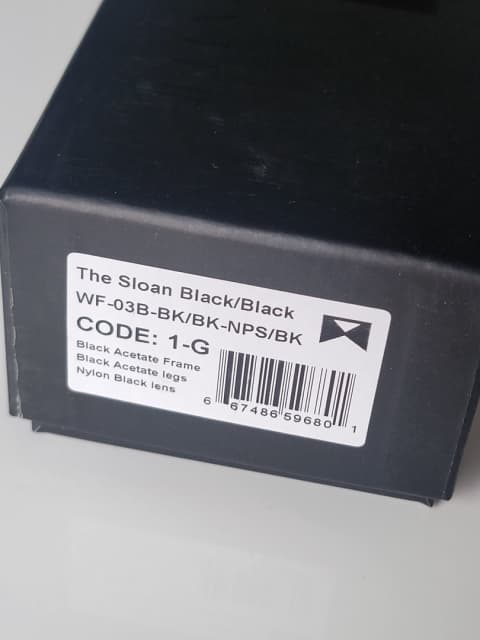 The Sloan Black/Black
WF-03B-BK/BK-NPS/BK
CODE: 1-G
Black Acetate Frame
Black Acetate legs
Nylon Black lens
6 67486 59680 1